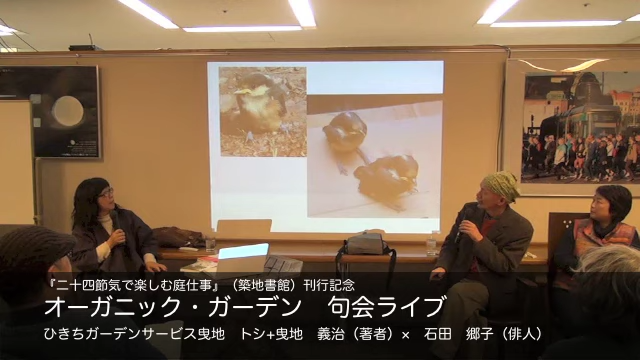 『二十四節気で楽しむ庭仕事』（築地書館）刊行記念
オーガニック・ガーデン　句会ライブ
ひきちガーデンサービス曳地　トシ+曳地　義治（著者）×　石田　郷子（俳人）